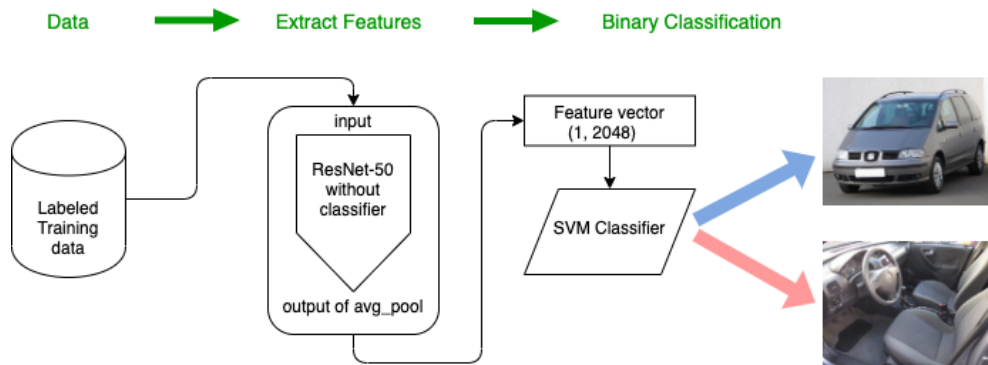 Data
Extract Features
Binary Classification
Labeled
Training
data
input
ResNet-50
without
classifier
output of avg_pool
Feature vector
(1, 2048)
SVM Classifier